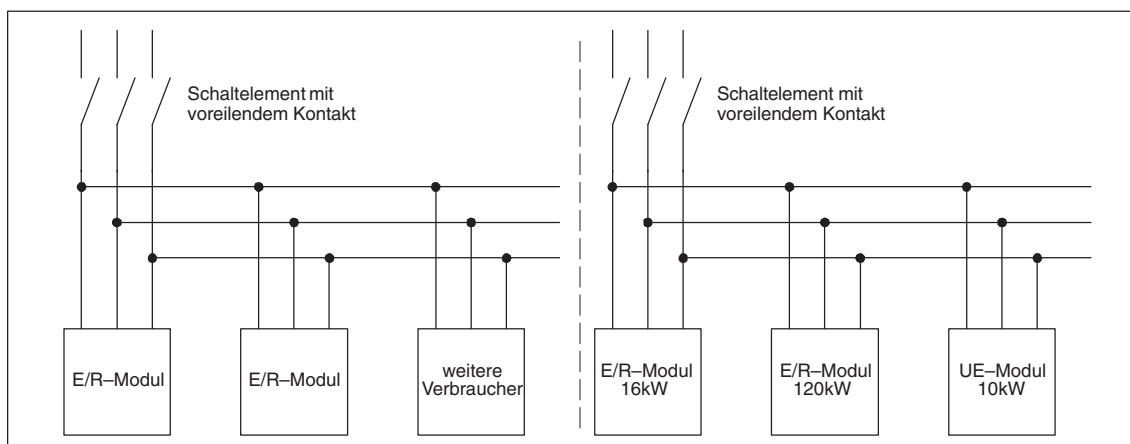 Schaltelement mit
voreilendem Kontakt
Schaltelement mit
voreilendem Kontakt
E/R–Modul
E/R–Modul
weitere
Verbraucher
E/R–Modul
16kW
E/R–Modul
120kW
UE–Modul
10kW